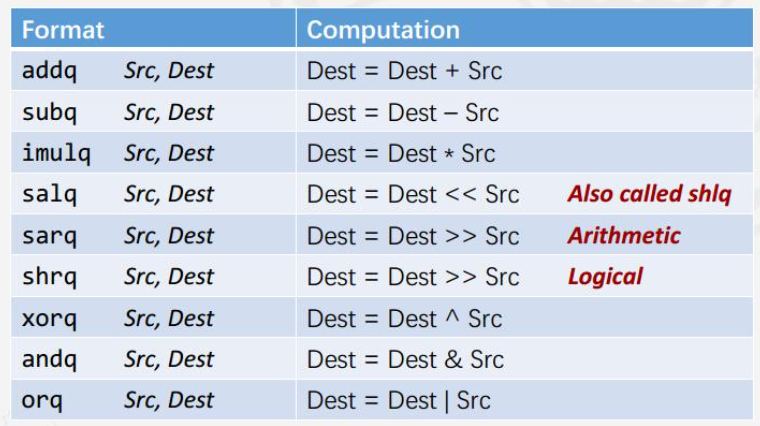 Format Computation
addq Src, Dest Dest = Dest + Src
subq Src, Dest Dest = Dest – Src
imulq Src, Dest Dest = Dest * Src
salq Src, Dest Dest = Dest << Src Also called shlq
sarq Src, Dest Dest = Dest >> Src Arithmetic
shrq Src, Dest Dest = Dest >> Src Logical
xorq Src, Dest Dest = Dest ^ Src
andq Src, Dest Dest = Dest & Src
orq Src, Dest Dest = Dest | Src